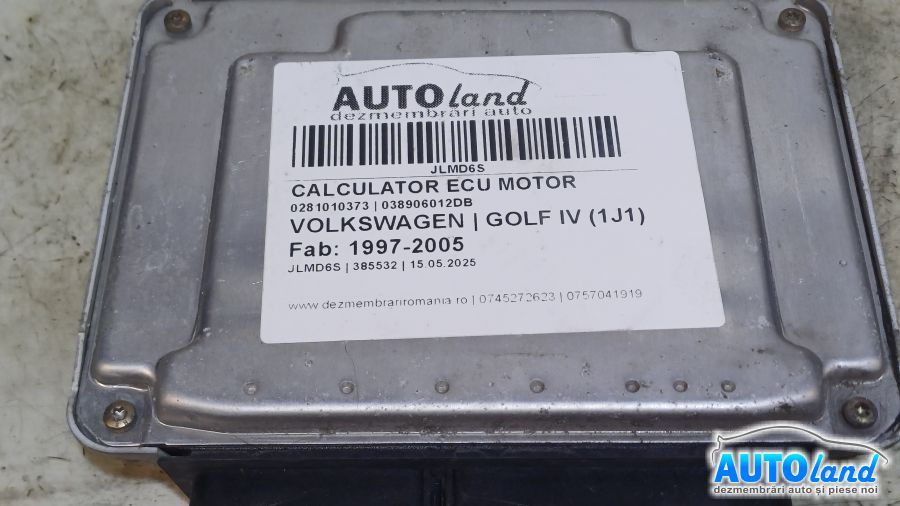 AUTOland
dezmembrări auto
JLMD6S
CALCULATOR ECU MOTOR
0281010373 | 038906012DB
VOLKSWAGEN | GOLF IV (1J1)
Fab: 1997-2005
JLMD6S | 385532 | 15.05.2025
www.dezmembrariromania.ro | 0745272623 | 0757041919
AUTOland
dezmembrări auto și piese noi